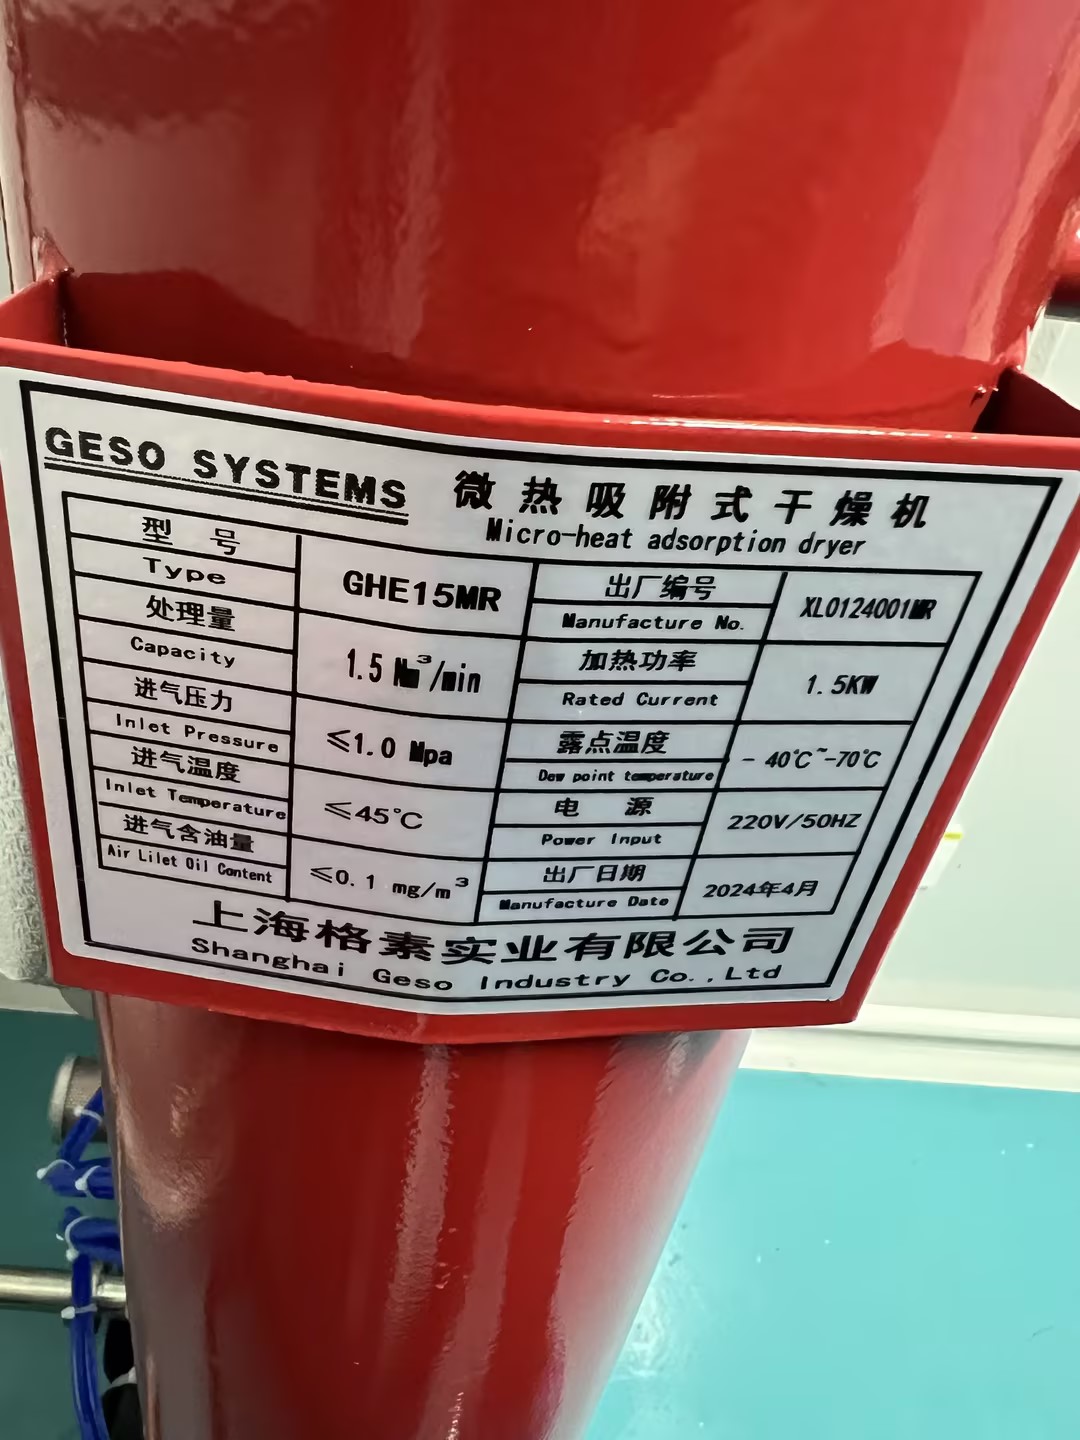 GESO SYSTEMS
微热吸附式干燥机
Micro-heat adsorption dryer
型 号
Type
GHE15MR
出厂编号
Manufacture No.
XL0124001MR
处理量
Capacity
1.5 Nm³/min
加热功率
Rated Current
1.5KW
进气压力
Inlet Pressure
≤1.0 Mpa
露点温度
Dew point temperature
- 40℃~-70℃
进气温度
Inlet Temperature
≤45℃
电 源
Power Input
220V/50HZ
进气含油量
Air Lilet Oil Content
≤0.1 mg/m³
出厂日期
Manufacture Date
2024年4月
上海格素实业有限公司
Shanghai Geso Industry Co.,Ltd